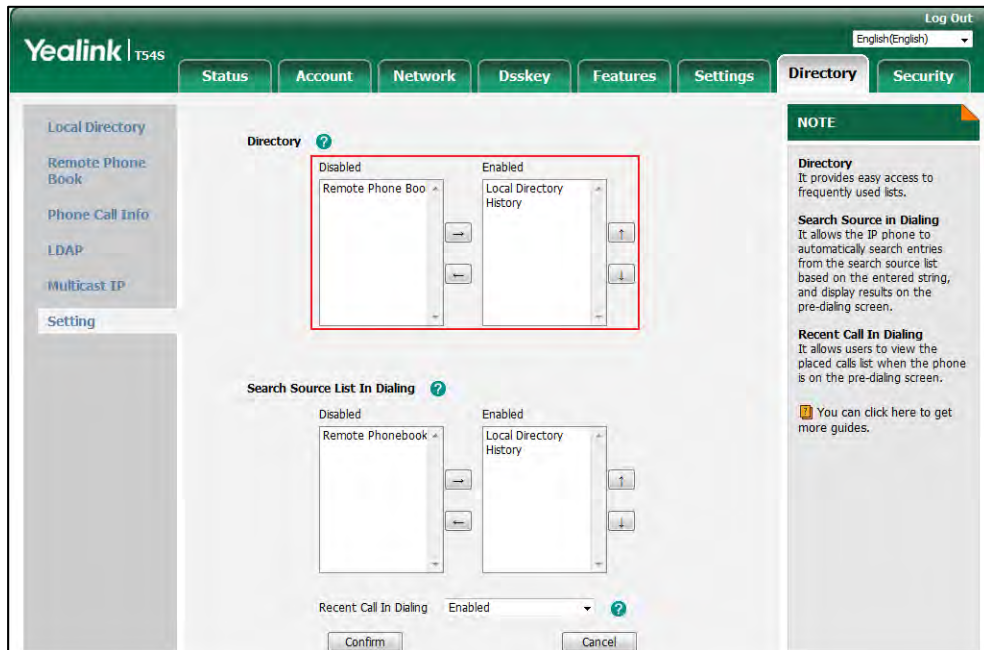 Log Out
Yealink | T54S
English(English)
Status
Account
Network
Dsskey
Features
Settings
Directory
Security
Local Directory
Remote Phone
Book
Phone Call Info
LDAP
Multicast IP
Setting
Directory ?
Disabled
Enabled
Remote Phone Boo
Local Directory
History
→
←
↑
↓
Search Source List In Dialing ?
Disabled
Enabled
Remote Phonebook
Local Directory
History
→
←
↑
↓
Recent Call In Dialing Enabled ?
Confirm
Cancel
NOTE
Directory
It provides easy access to
frequently used lists.
Search Source in Dialing
It allows the IP phone to
automatically search entries
from the search source list
based on the entered string,
and display results on the
pre-dialing screen.
Recent Call In Dialing
It allows users to view the
placed calls list when the phone
is on the pre-dialing screen.
? You can click here to get
more guides.